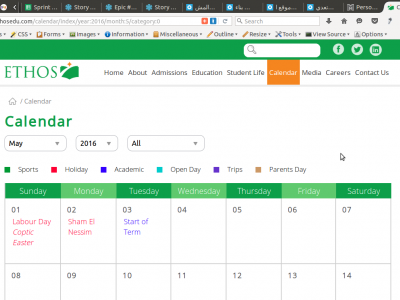 Sprint
Story
Epic #
Story
Story
Perso
hosedu.com/calendar/index/year:2016/month:5/category:0
Search
CSS Forms Images Information Miscellaneous Outline Resize Tools View Source Options
ETHOS
Home About Admissions Education Student Life Calendar Media Careers Contact Us
/ Calendar
Calendar
May 2016 All
Sports Holiday Academic Open Day Trips Parents Day
Sunday Monday Tuesday Wednesday Thursday Friday Saturday
01 02 03 04 05 06 07
Labour Day Sham El Start of
Coptic Nessim Term
Easter
08 09 10 11 12 13 14